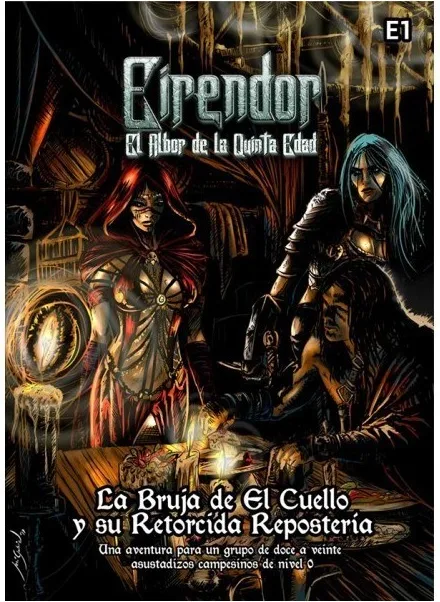 E1
Eirendor
El Albor de la Quinta Edad
La Bruja de El Cuello
y su Retorcida Repostería
Una aventura para un grupo de doce a veinte
asustadizos campesinos de nivel 0